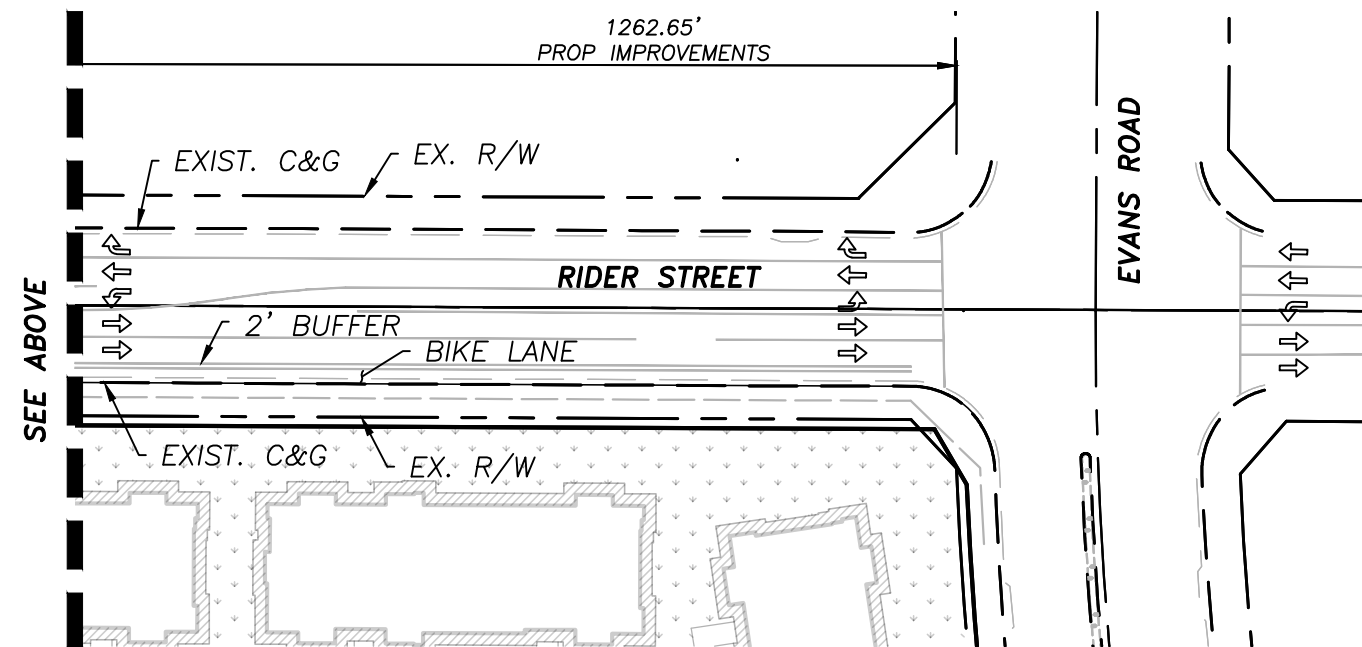 1262.65'
PROP IMPROVEMENTS
EXIST. C&G
EX. R/W
EVANS ROAD
RIDER STREET
SEE ABOVE
2' BUFFER
BIKE LANE
EXIST. C&G
EX. R/W